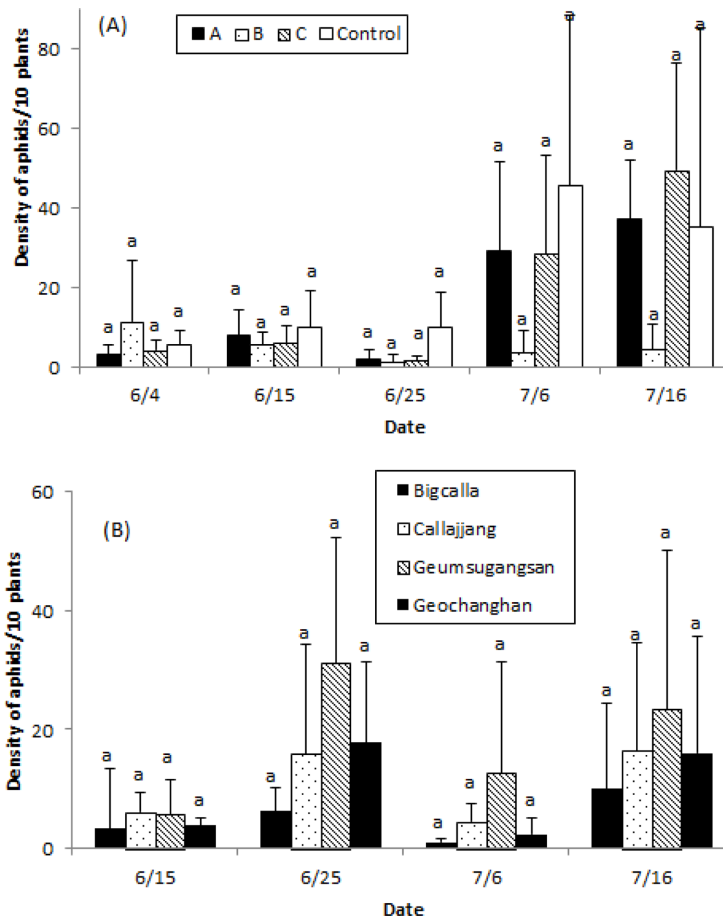 (A)
A B C Control
Density of aphids/10 plants
80
60
40
20
0
a a a a a a a a a a a a a a a a a a a a
6/4 6/15 6/25 7/6 7/16
Date
(B)
Bigcalla
Callajjang
Geumsugangsan
Geochanghan
Density of aphids/10 plants
60
40
20
0
a a a a a a a a a a a a a a a a
6/15 6/25 7/6 7/16
Date